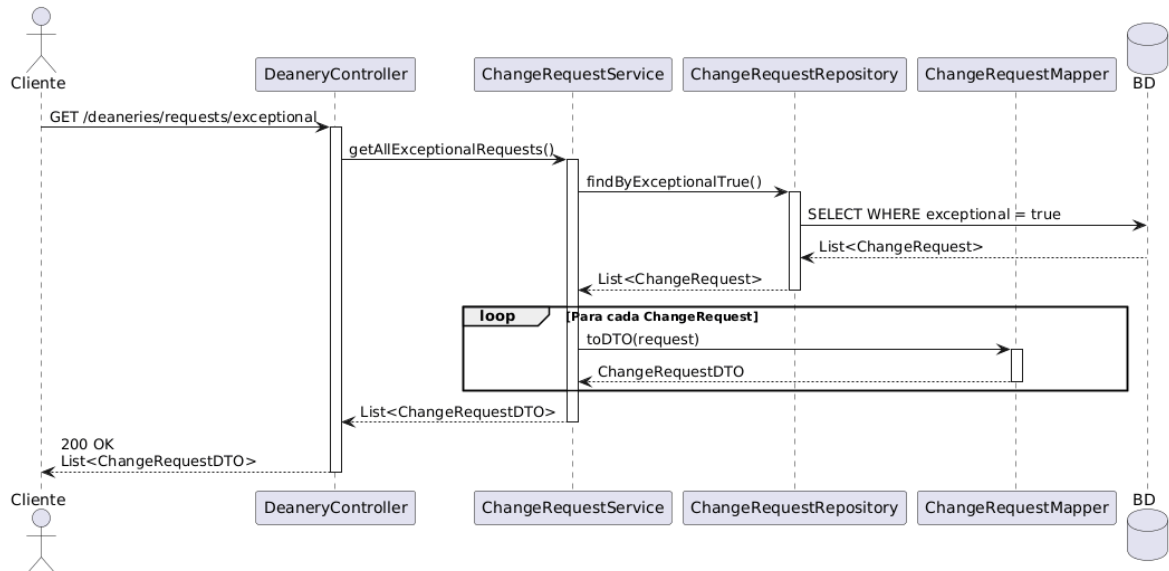 Cliente
DeaneryController
ChangeRequestService
ChangeRequestRepository
ChangeRequestMapper
BD
GET /deaneries/requests/exceptional
getAllExceptionalRequests()
findByExceptionalTrue()
SELECT WHERE exceptional = true
List<ChangeRequest>
List<ChangeRequest>
loop
[Para cada ChangeRequest]
toDTO(request)
ChangeRequestDTO
List<ChangeRequestDTO>
200 OK
List<ChangeRequestDTO>
Cliente
DeaneryController
ChangeRequestService
ChangeRequestRepository
ChangeRequestMapper
BD